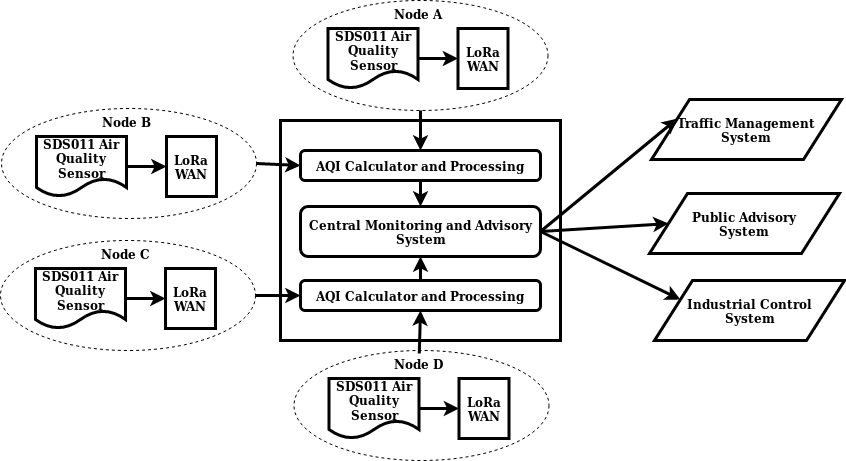 Node A
SDS011 Air
Quality
Sensor
LoRa
WAN
Node B
SDS011 Air
Quality
Sensor
LoRa
WAN
AQI Calculator and Processing
Central Monitoring and Advisory
System
AQI Calculator and Processing
Node C
SDS011 Air
Quality
Sensor
LoRa
WAN
Node D
SDS011 Air
Quality
Sensor
LoRa
WAN
Traffic Management
System
Public Advisory
System
Industrial Control
System